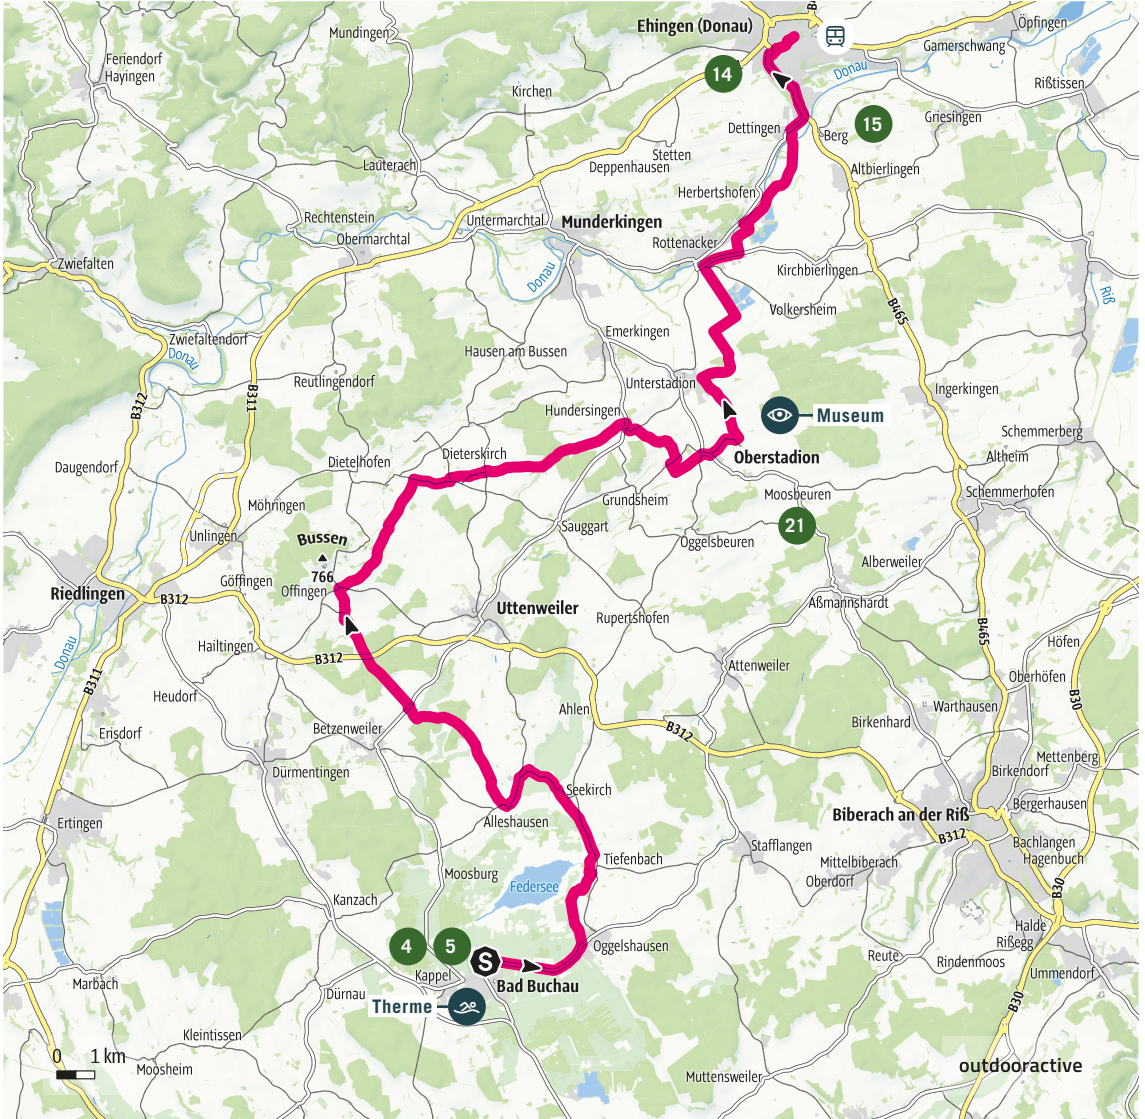 Ehingen (Donau)
B4
Öpfingen
Mundingen
Gamerschwang
Feriendorf
Hayingen
14
Donau
Rißtissen
Kirchen
15
Griesingen
Dettingen
Berg
Stetten
Deppenhausen
Lauterach
Altbierlingen
Herbertshofen
Rechtenstein
Untermarchtal
Munderkingen
Obermarchtal
Rottenacker
Zwiefalten
Donau
Kirchbierlingen
Riß
Volkersheim
B465
Zwiefaltendorf
Emerkingen
Donau
Hausen am Bussen
Reutlingendorf
Unterstadion
Ingerkingen
B312
B311
Hundersingen
Museum
Schemmerberg
Dieterskirch
Oberstadion
Altheim
Daugendorf
Dietelhofen
Grundsheim
Moosbeuren
Schemmerhofen
Möhringen
Sauggart
21
Unlingen
Bussen
Oggelsbeuren
Alberweiler
766
Göffingen
Offingen
Riedlingen
B312
Uttenweiler
Rupertshofen
Aßmannshardt
B465
Donau
Hailtingen
B312
Höfen
Attenweiler
B311
Oberhöfen
Heudorf
B30
Ahlen
Warthausen
Erisdorf
Betzenweiler
B312
Birkenhard
Mettenberg
Dürmentingen
Birkendorf
Seekirch
Bergerhausen
Ertingen
Alleshausen
Biberach an der Riß
B312
Stafflangen
Bachlangen
Tiefenbach
Mittelbiberach
Hagenbuch
Moosburg
Oberdorf
Federsee
B30
Kanzach
Halde
4
5
Oggelshausen
Rißegg
S
Reute
Rindenmoos
Kappel
Ummendorf
Marbach
Bad Buchau
Dürnau
Therme
B30
Kleintissen
0 1 km
Moosheim
Muttensweiler
outdooractive